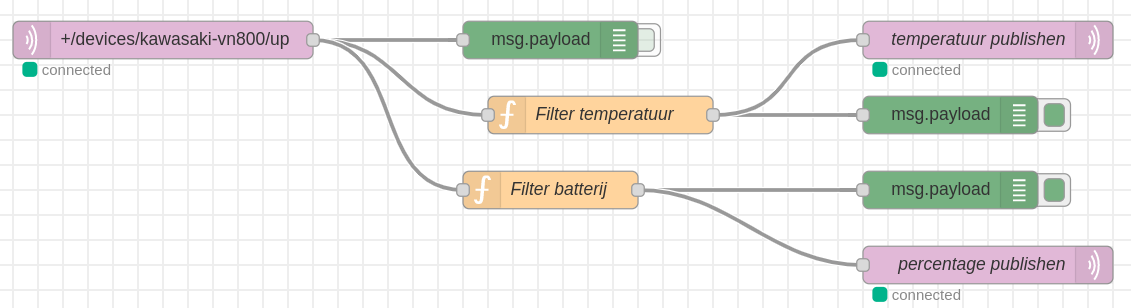 +/devices/kawasaki-vn800/up
connected
msg.payload
temperatuur publishen
connected
Filter temperatuur
msg.payload
Filter batterij
msg.payload
percentage publishen
connected